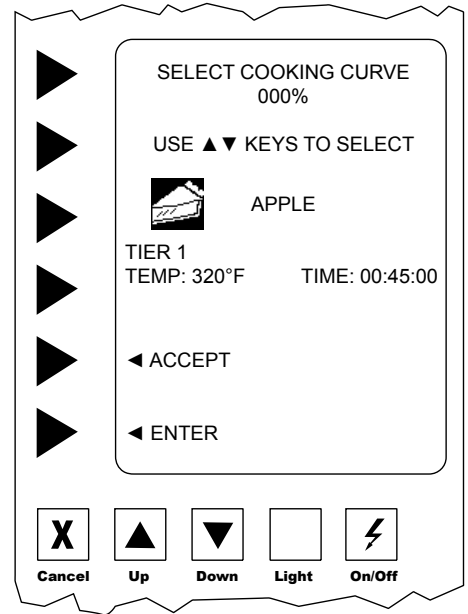 SELECT COOKING CURVE
000%
USE ▲▼ KEYS TO SELECT
APPLE
TIER 1
TEMP: 320°F TIME: 00:45:00
◄ ACCEPT
◄ ENTER
X
Cancel Up Down Light On/Off